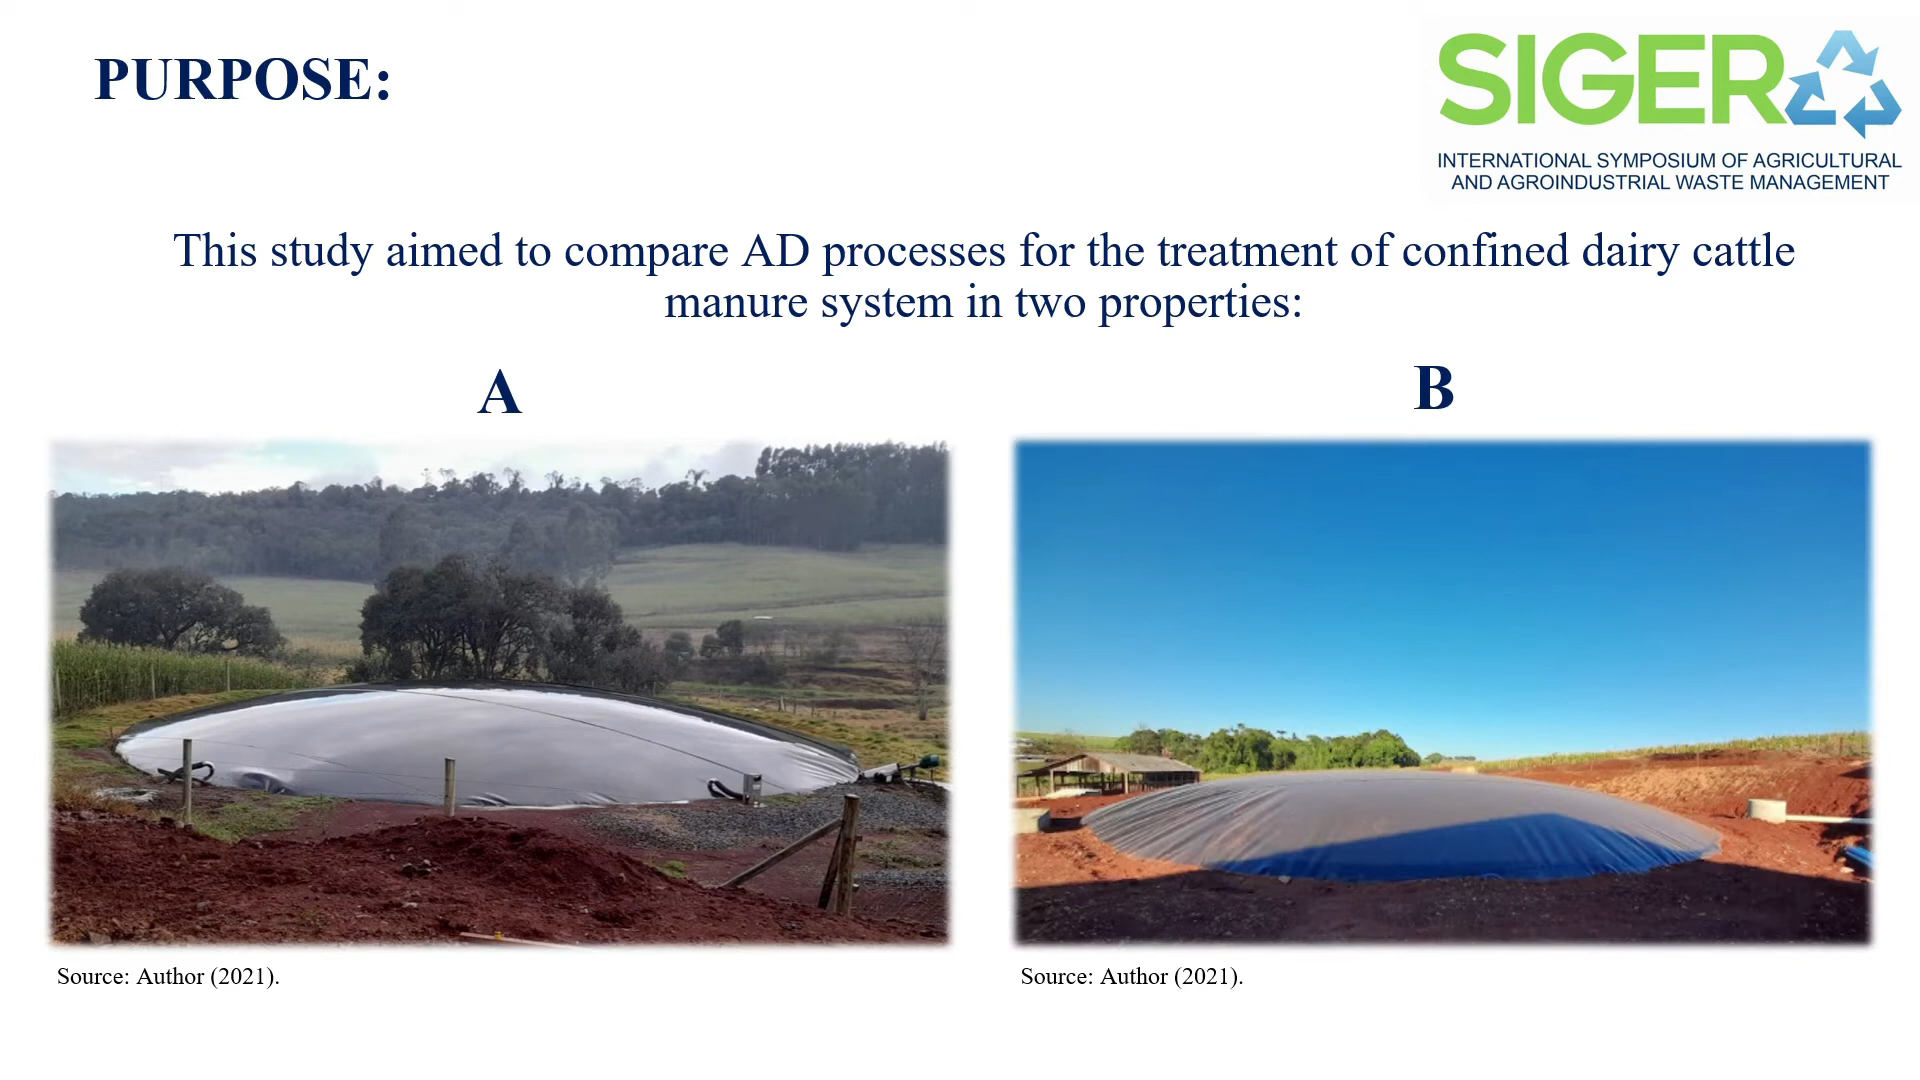 PURPOSE:
SIGER
INTERNATIONAL SYMPOSIUM OF AGRICULTURAL
AND AGROINDUSTRIAL WASTE MANAGEMENT
This study aimed to compare AD processes for the treatment of confined dairy cattle
manure system in two properties:
A
B
Source: Author (2021).
Source: Author (2021).